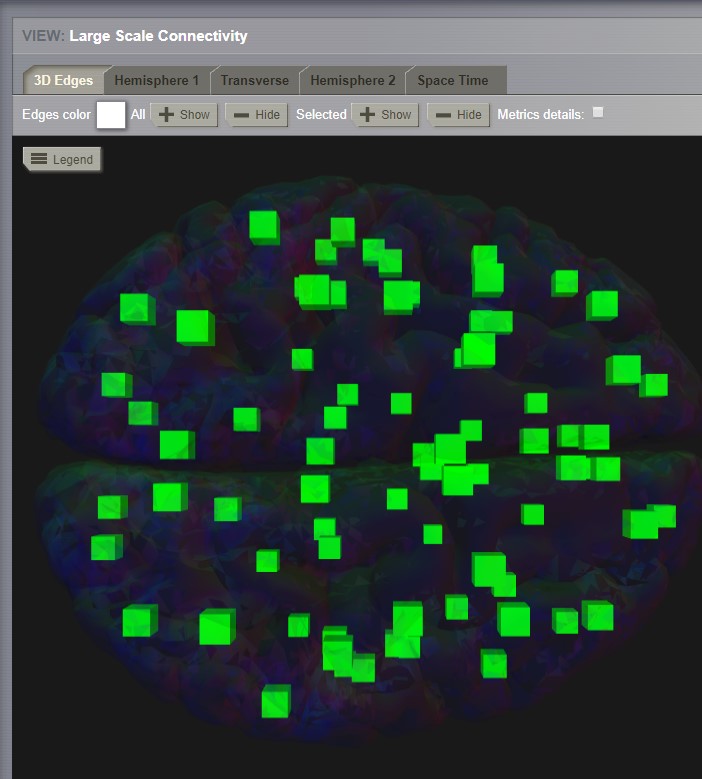 VIEW: Large Scale Connectivity
3D Edges Hemisphere 1 Transverse Hemisphere 2 Space Time
Edges color All Show Hide Selected Show Hide Metrics details:
Legend